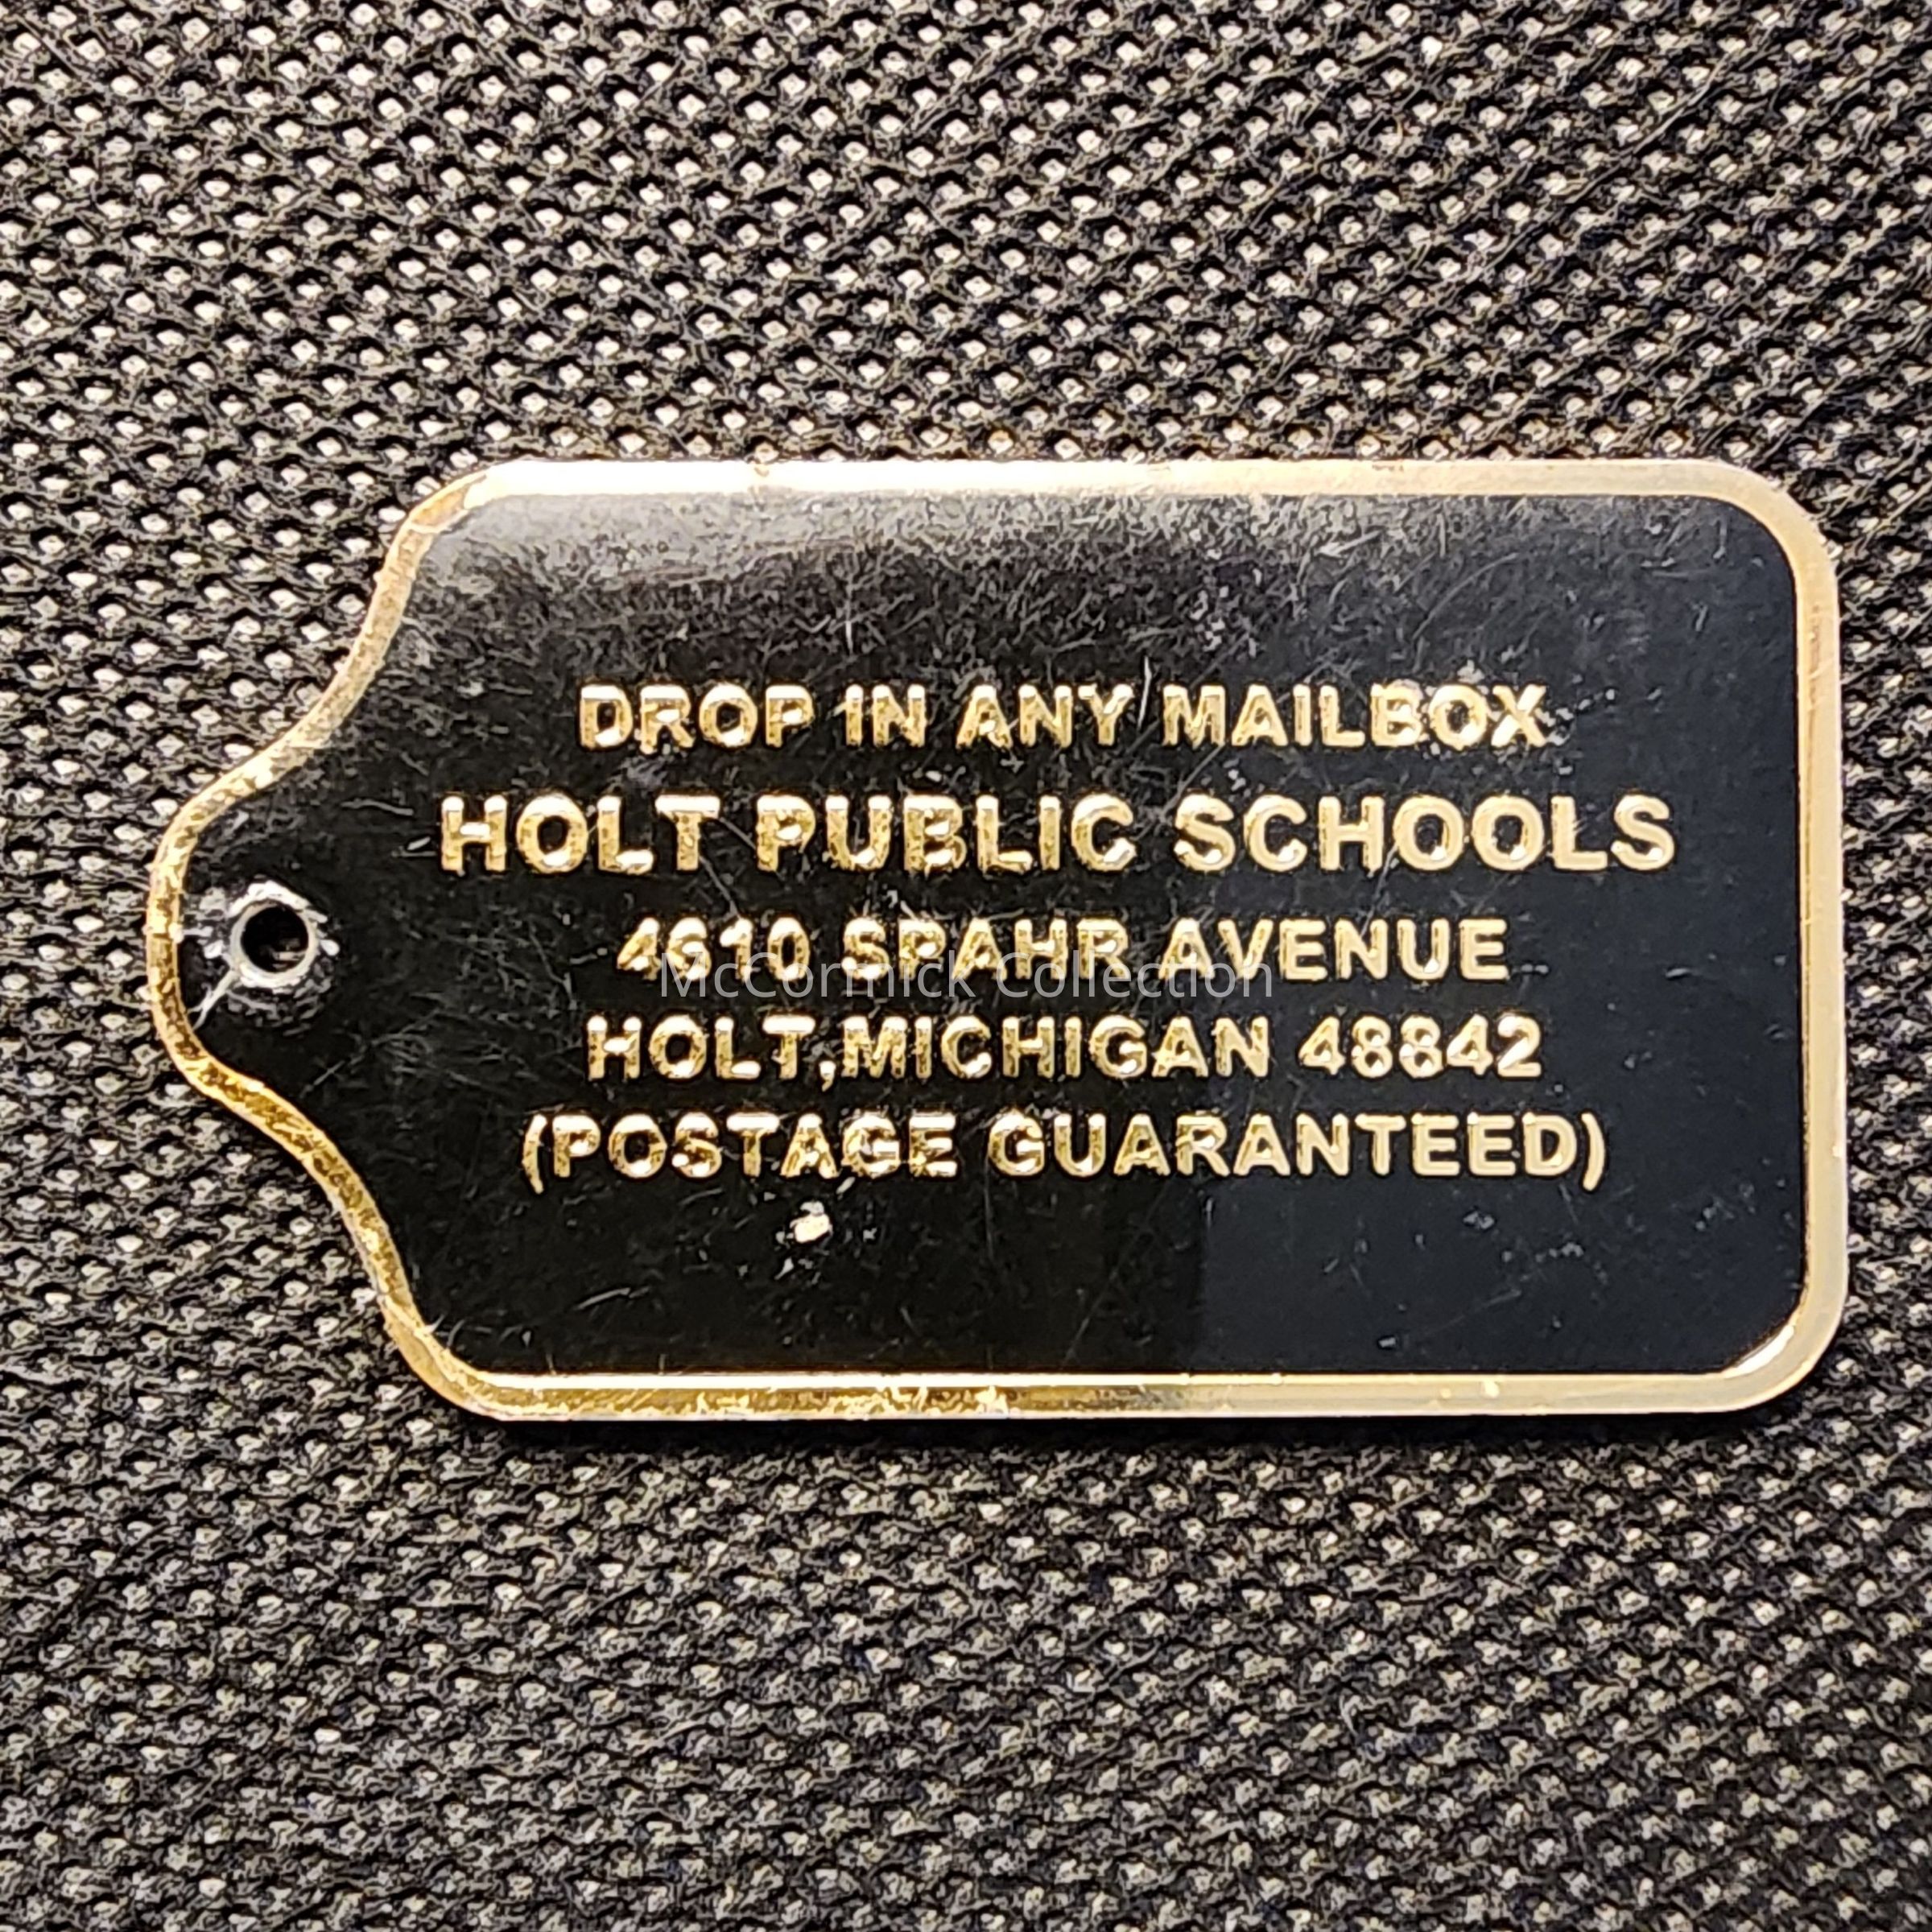 DROP IN ANY MAILBOX
HOLT PUBLIC SCHOOLS
4610 SPAHR AVENUE
McCormick Collection
HOLT,MICHIGAN 48842
(POSTAGE GUARANTEED)